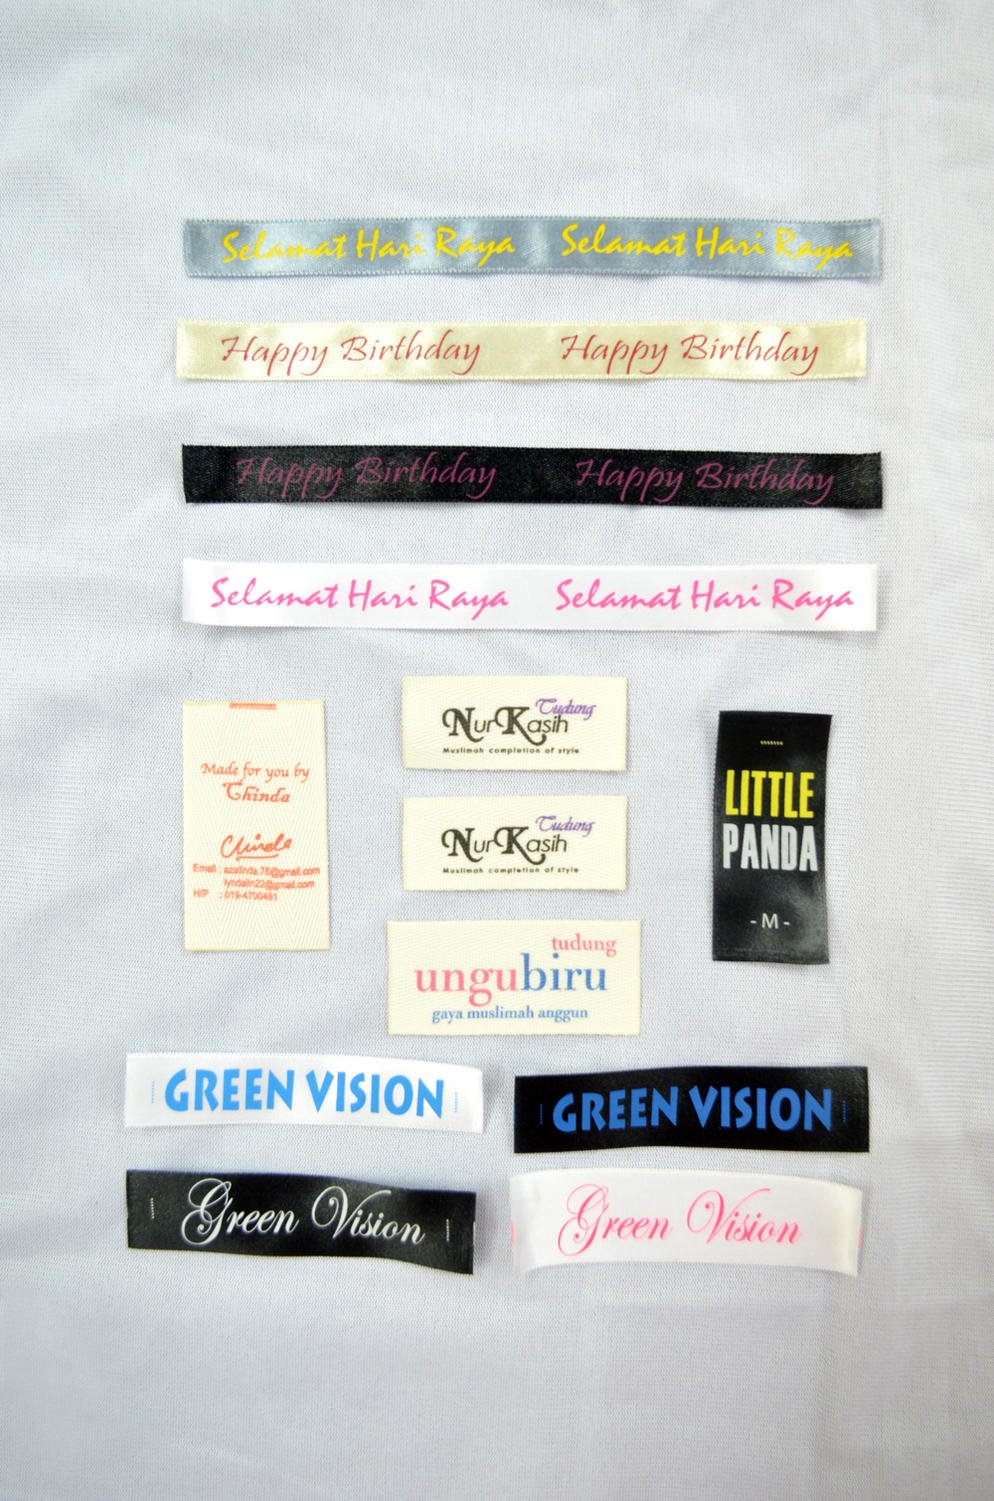 Selamat Hari Raya Selamat Hari Raya
Happy Birthday Happy Birthday
Happy Birthday Happy Birthday
Selamat Hari Raya Selamat Hari Raya
Made for you by
Chinda
Email : azalinda.76@gmail.com
lyndalin22@gmail.com
H/P : 019-4700481
Tudung
NurKasih
Muslimah completion of style
Tudung
NurKasih
Muslimah completion of style
LITTLE
PANDA
- M -
tudung
ungubiru
gaya muslimah anggun
GREEN VISION
GREEN VISION
Green Vision
Green Vision